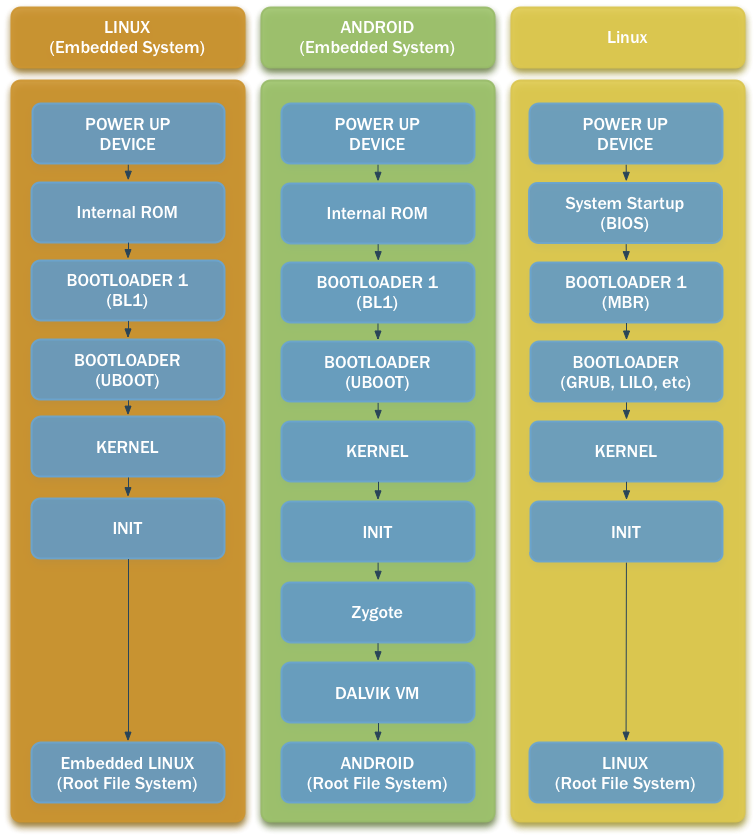 LINUX
(Embedded System)
POWER UP
DEVICE
Internal ROM
BOOTLOADER 1
(BL1)
BOOTLOADER
(UBOOT)
KERNEL
INIT
Embedded LINUX
(Root File System)
ANDROID
(Embedded System)
POWER UP
DEVICE
Internal ROM
BOOTLOADER 1
(BL1)
BOOTLOADER
(UBOOT)
KERNEL
INIT
Zygote
DALVIK VM
ANDROID
(Root File System)
Linux
POWER UP
DEVICE
System Startup
(BIOS)
BOOTLOADER 1
(MBR)
BOOTLOADER
(GRUB, LILO, etc)
KERNEL
INIT
LINUX
(Root File System)